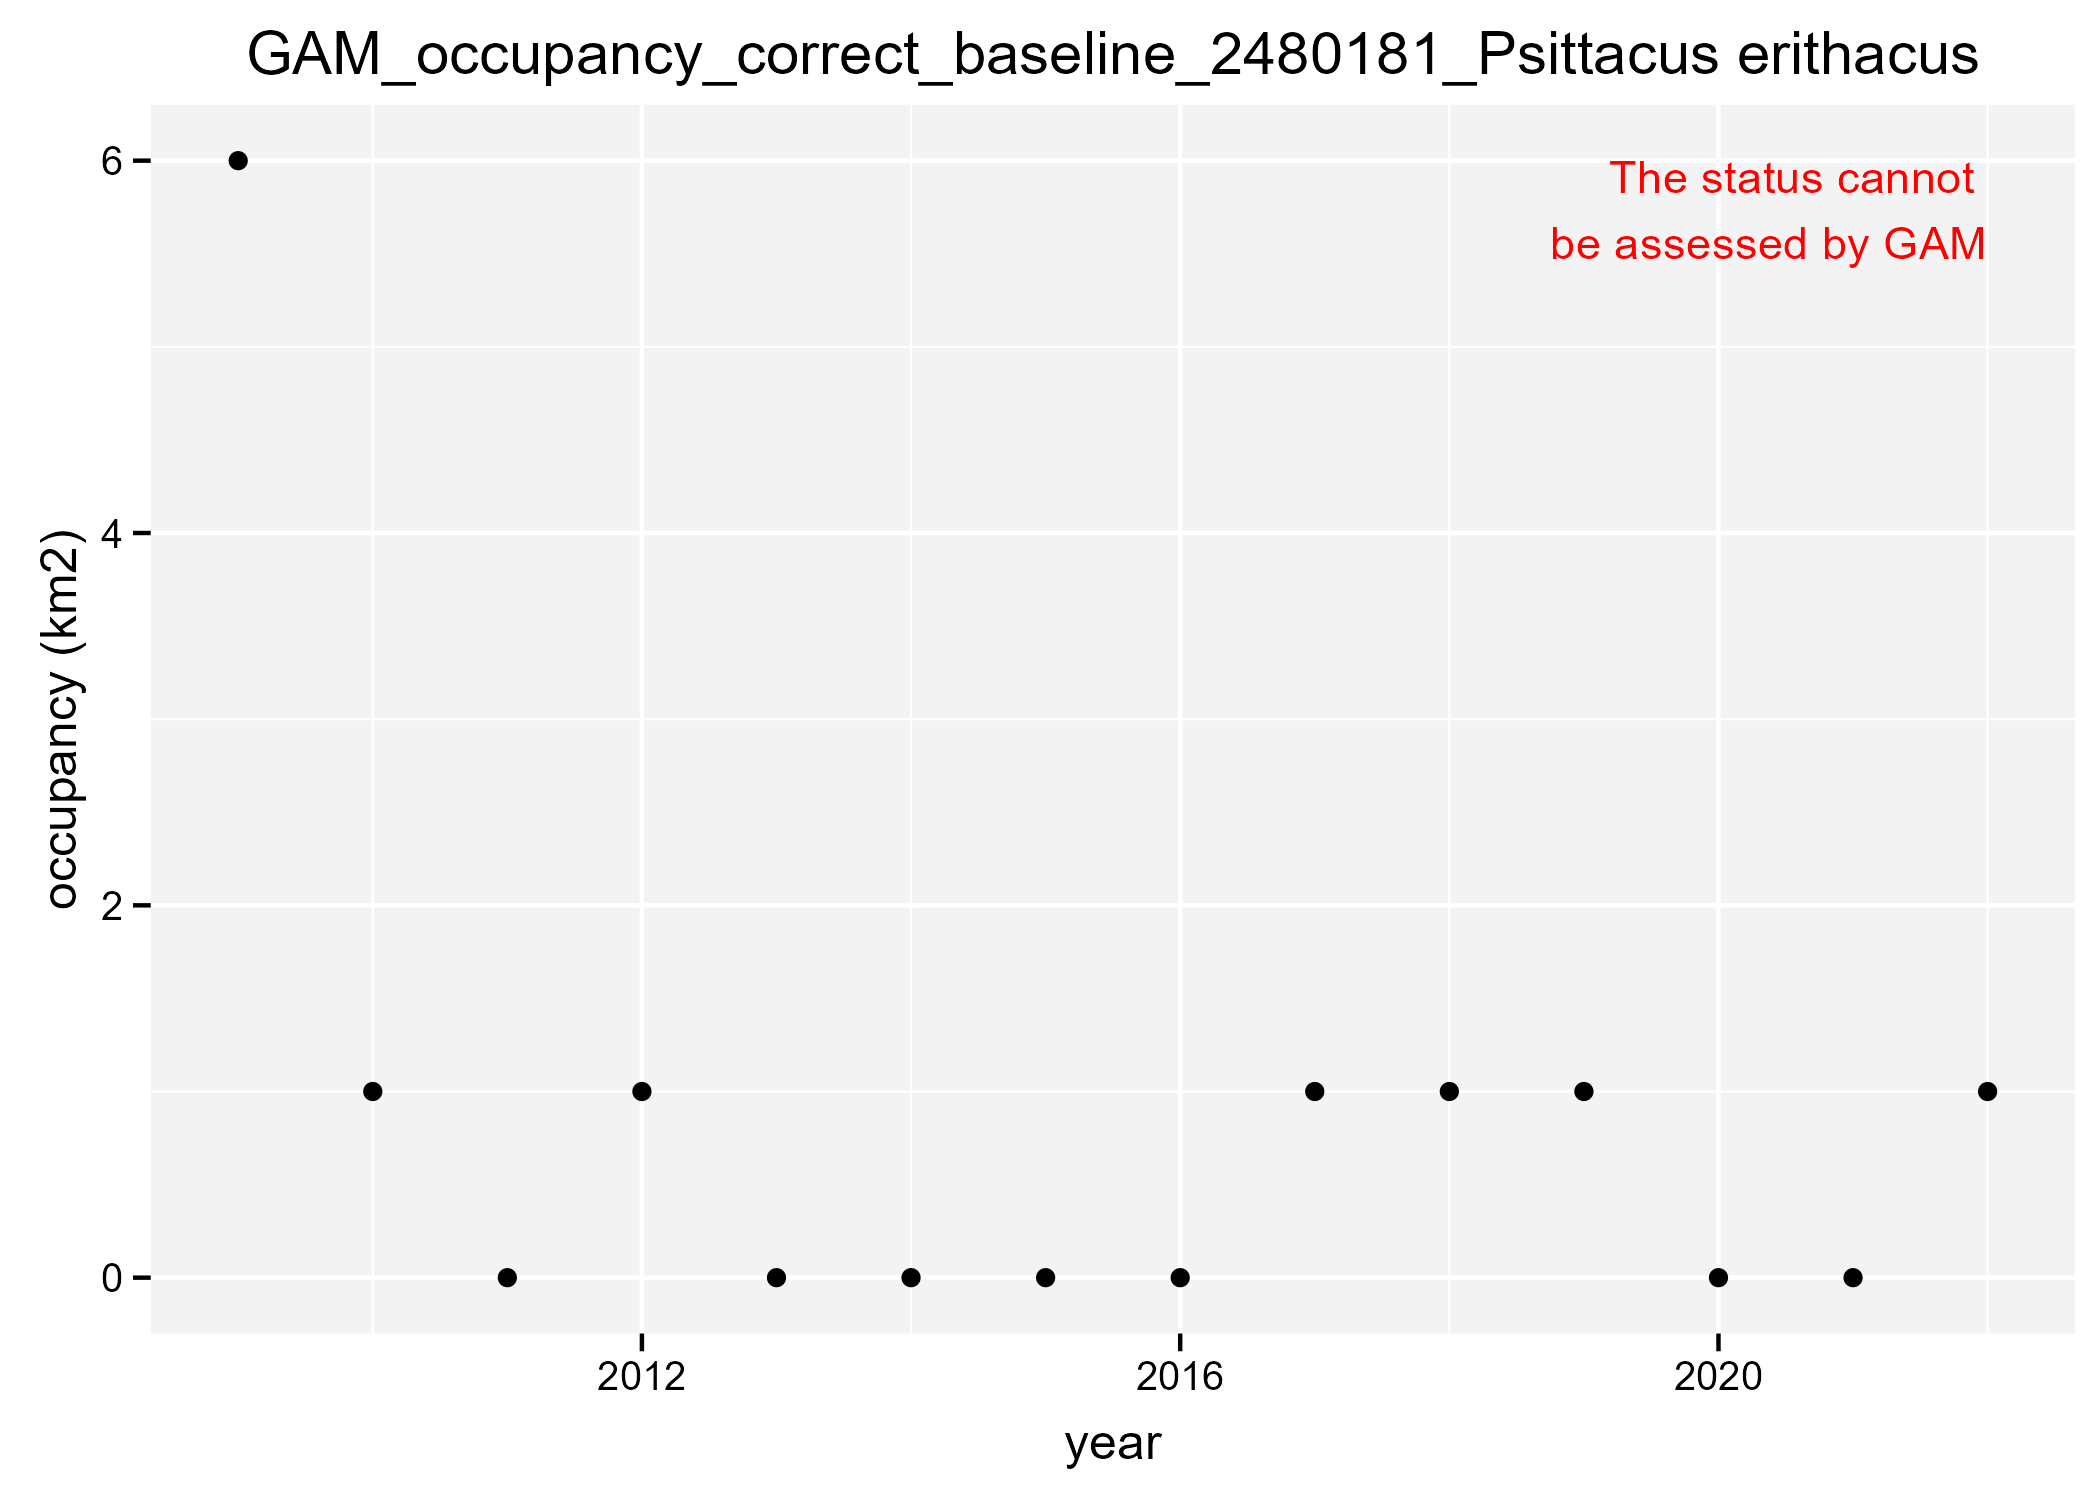 GAM_occupancy_correct_baseline_2480181_Psittacus erithacus
The status cannot
be assessed by GAM
6
4
2
0
occupancy (km2)
2012
2016
2020
year